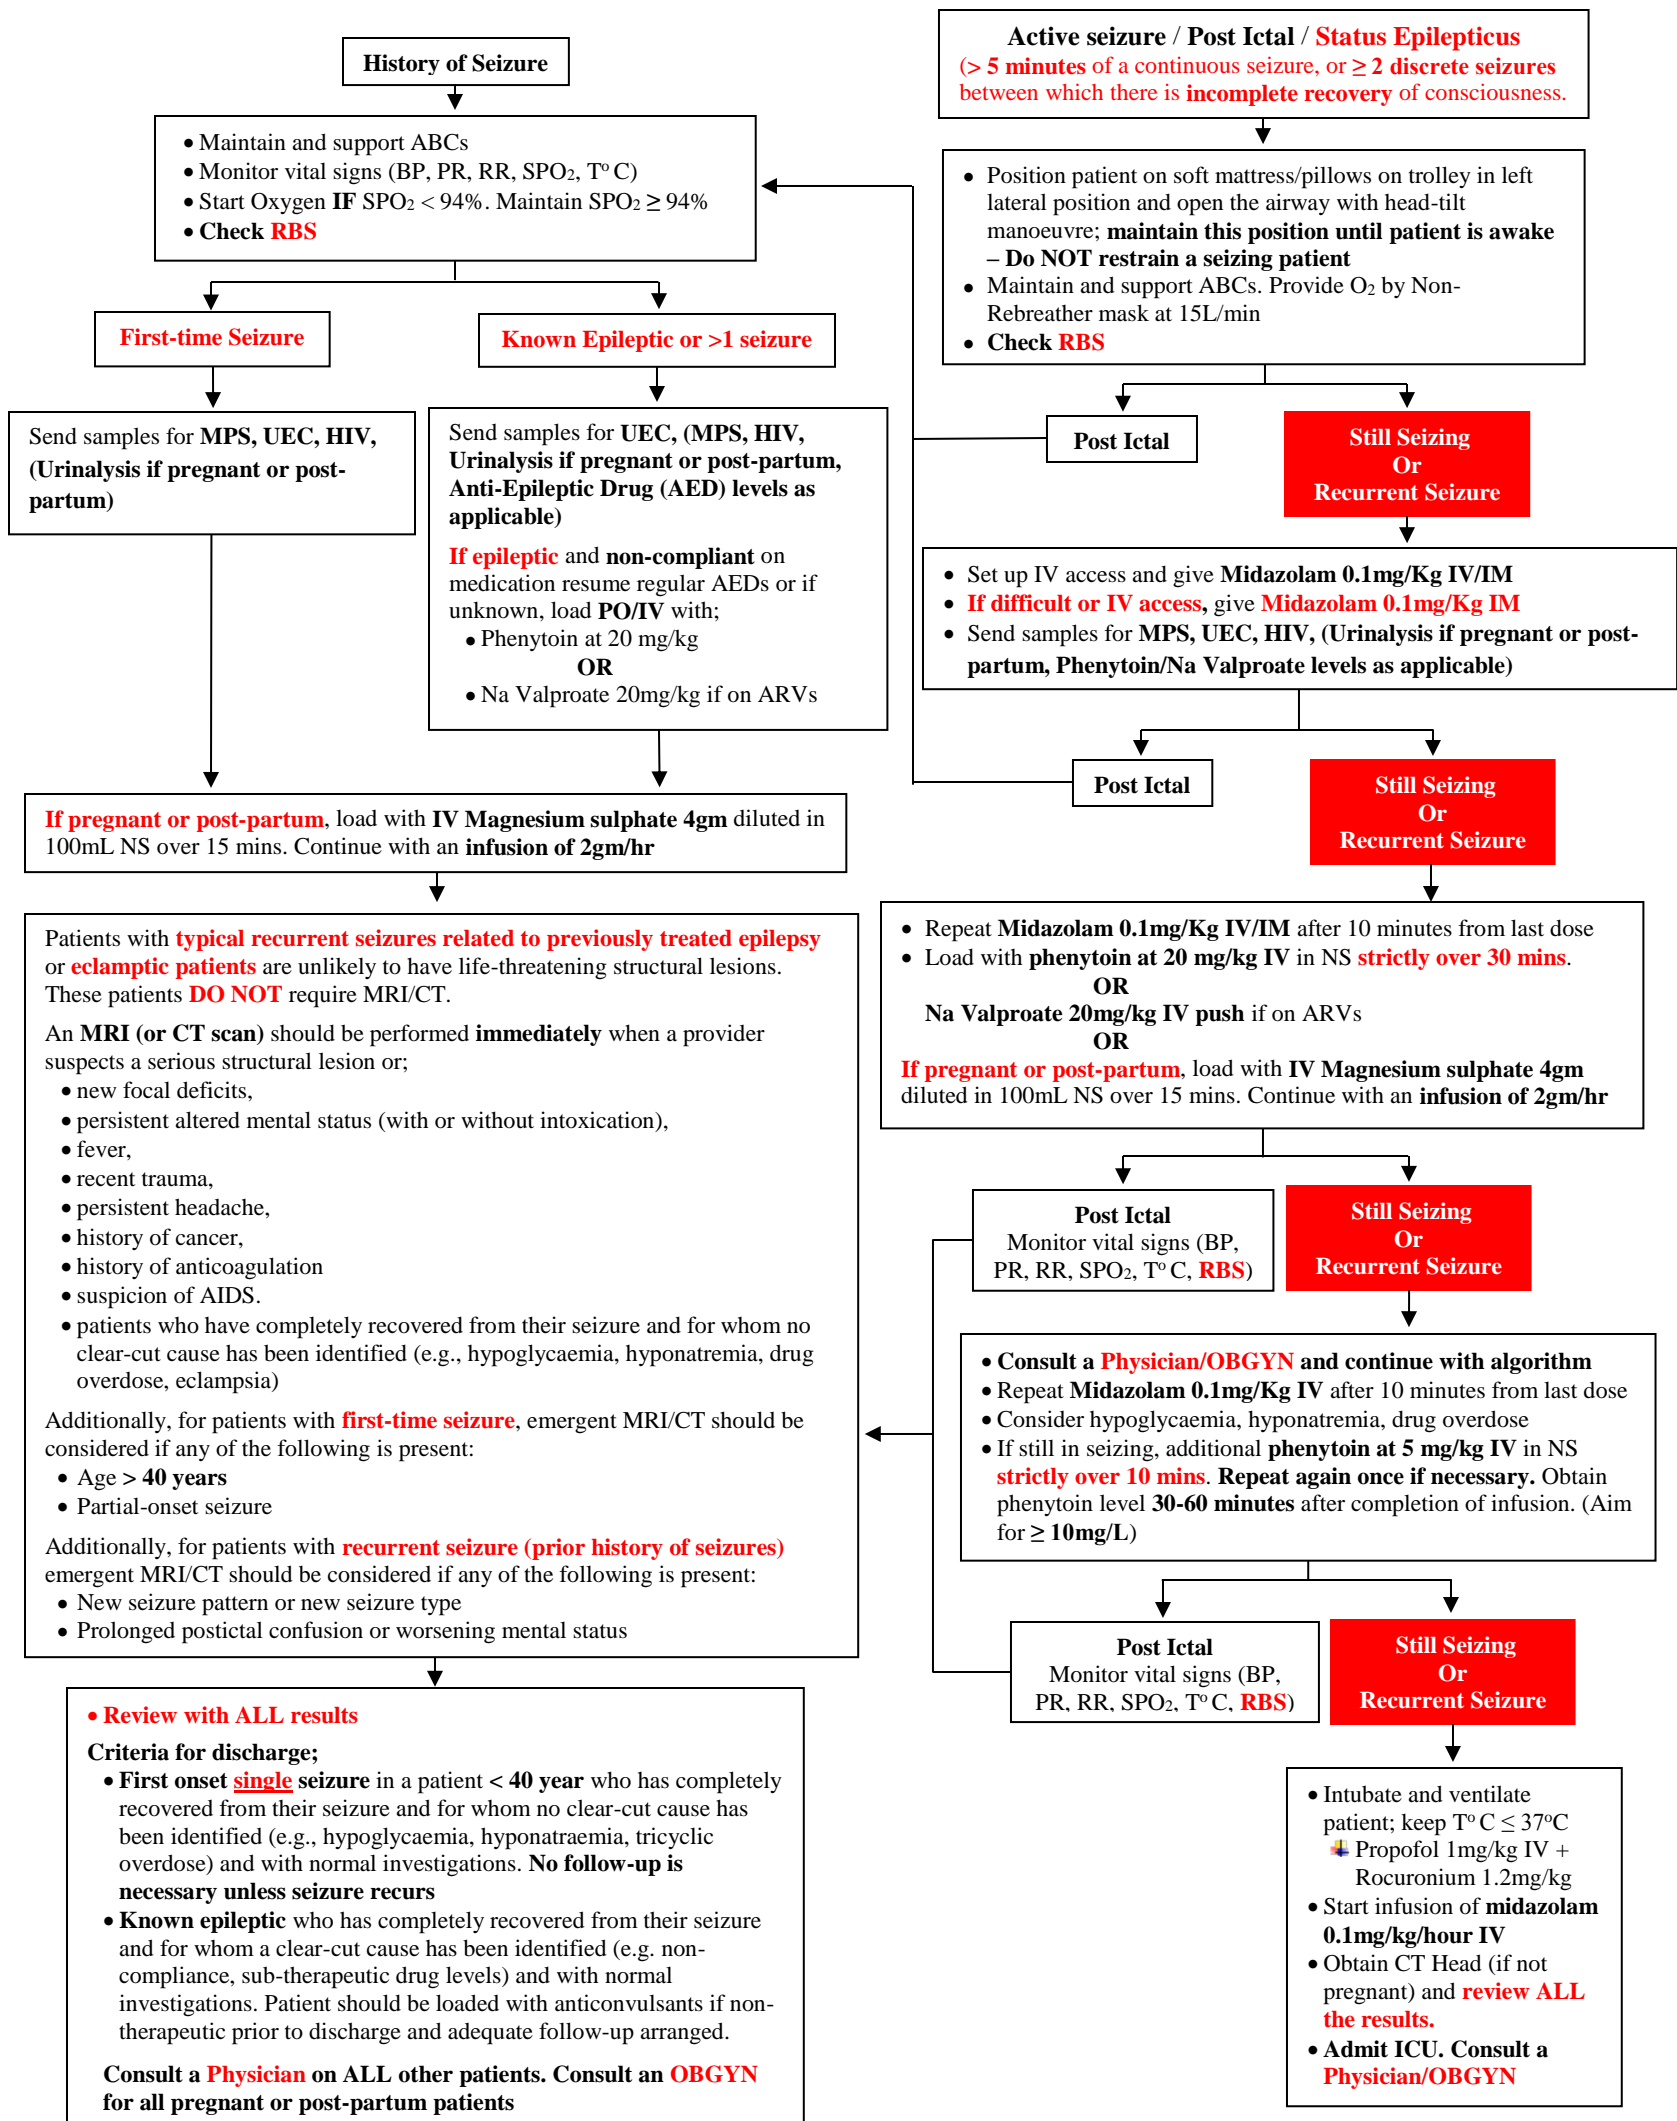 History of Seizure
• Maintain and support ABCs
• Monitor vital signs (BP, PR, RR, SPO₂, Tº C)
• Start Oxygen IF SPO₂ < 94%. Maintain SPO₂ ≥ 94%
• Check RBS
First-time Seizure
Known Epileptic or >1 seizure
Send samples for MPS, UEC, HIV,
(Urinalysis if pregnant or post-
partum)
Send samples for UEC, (MPS, HIV,
Urinalysis if pregnant or post-partum,
Anti-Epileptic Drug (AED) levels as
applicable)
If epileptic and non-compliant on
medication resume regular AEDs or if
unknown, load PO/IV with;
• Phenytoin at 20 mg/kg
OR
• Na Valproate 20mg/kg if on ARVs
If pregnant or post-partum, load with IV Magnesium sulphate 4gm diluted in
100mL NS over 15 mins. Continue with an infusion of 2gm/hr
Patients with typical recurrent seizures related to previously treated epilepsy
or eclamptic patients are unlikely to have life-threatening structural lesions.
These patients DO NOT require MRI/CT.
An MRI (or CT scan) should be performed immediately when a provider
suspects a serious structural lesion or;
• new focal deficits,
• persistent altered mental status (with or without intoxication),
• fever,
• recent trauma,
• persistent headache,
• history of cancer,
• history of anticoagulation
• suspicion of AIDS.
• patients who have completely recovered from their seizure and for whom no
clear-cut cause has been identified (e.g., hypoglycaemia, hyponatremia, drug
overdose, eclampsia)
Additionally, for patients with first-time seizure, emergent MRI/CT should be
considered if any of the following is present:
• Age > 40 years
• Partial-onset seizure
Additionally, for patients with recurrent seizure (prior history of seizures)
emergent MRI/CT should be considered if any of the following is present:
• New seizure pattern or new seizure type
• Prolonged postictal confusion or worsening mental status
• Review with ALL results
Criteria for discharge;
• First onset single seizure in a patient < 40 year who has completely
recovered from their seizure and for whom no clear-cut cause has
been identified (e.g., hypoglycaemia, hyponatraemia, tricyclic
overdose) and with normal investigations. No follow-up is
necessary unless seizure recurs
• Known epileptic who has completely recovered from their seizure
and for whom a clear-cut cause has been identified (e.g. non-
compliance, sub-therapeutic drug levels) and with normal
investigations. Patient should be loaded with anticonvulsants if non-
therapeutic prior to discharge and adequate follow-up arranged.
Consult a Physician on ALL other patients. Consult an OBGYN
for all pregnant or post-partum patients
Active seizure / Post Ictal / Status Epilepticus
(> 5 minutes of a continuous seizure, or ≥ 2 discrete seizures
between which there is incomplete recovery of consciousness.
• Position patient on soft mattress/pillows on trolley in left
lateral position and open the airway with head-tilt
manoeuvre; maintain this position until patient is awake
– Do NOT restrain a seizing patient
• Maintain and support ABCs. Provide O₂ by Non-
Rebreather mask at 15L/min
• Check RBS
Post Ictal
Still Seizing
Or
Recurrent Seizure
• Set up IV access and give Midazolam 0.1mg/Kg IV/IM
• If difficult or IV access, give Midazolam 0.1mg/Kg IM
• Send samples for MPS, UEC, HIV, (Urinalysis if pregnant or post-
partum, Phenytoin/Na Valproate levels as applicable)
Post Ictal
Still Seizing
Or
Recurrent Seizure
• Repeat Midazolam 0.1mg/Kg IV/IM after 10 minutes from last dose
• Load with phenytoin at 20 mg/kg IV in NS strictly over 30 mins.
OR
Na Valproate 20mg/kg IV push if on ARVs
OR
If pregnant or post-partum, load with IV Magnesium sulphate 4gm
diluted in 100mL NS over 15 mins. Continue with an infusion of 2gm/hr
Post Ictal
Monitor vital signs (BP,
PR, RR, SPO₂, Tº C, RBS)
Still Seizing
Or
Recurrent Seizure
• Consult a Physician/OBGYN and continue with algorithm
• Repeat Midazolam 0.1mg/Kg IV after 10 minutes from last dose
• Consider hypoglycaemia, hyponatremia, drug overdose
• If still in seizing, additional phenytoin at 5 mg/kg IV in NS
strictly over 10 mins. Repeat again once if necessary. Obtain
phenytoin level 30-60 minutes after completion of infusion. (Aim
for ≥ 10mg/L)
Post Ictal
Monitor vital signs (BP,
PR, RR, SPO₂, Tº C, RBS)
Still Seizing
Or
Recurrent Seizure
• Intubate and ventilate
patient; keep Tº C ≤ 37ºC
Propofol 1mg/kg IV +
Rocuronium 1.2mg/kg
• Start infusion of midazolam
0.1mg/kg/hour IV
• Obtain CT Head (if not
pregnant) and review ALL
the results.
• Admit ICU. Consult a
Physician/OBGYN